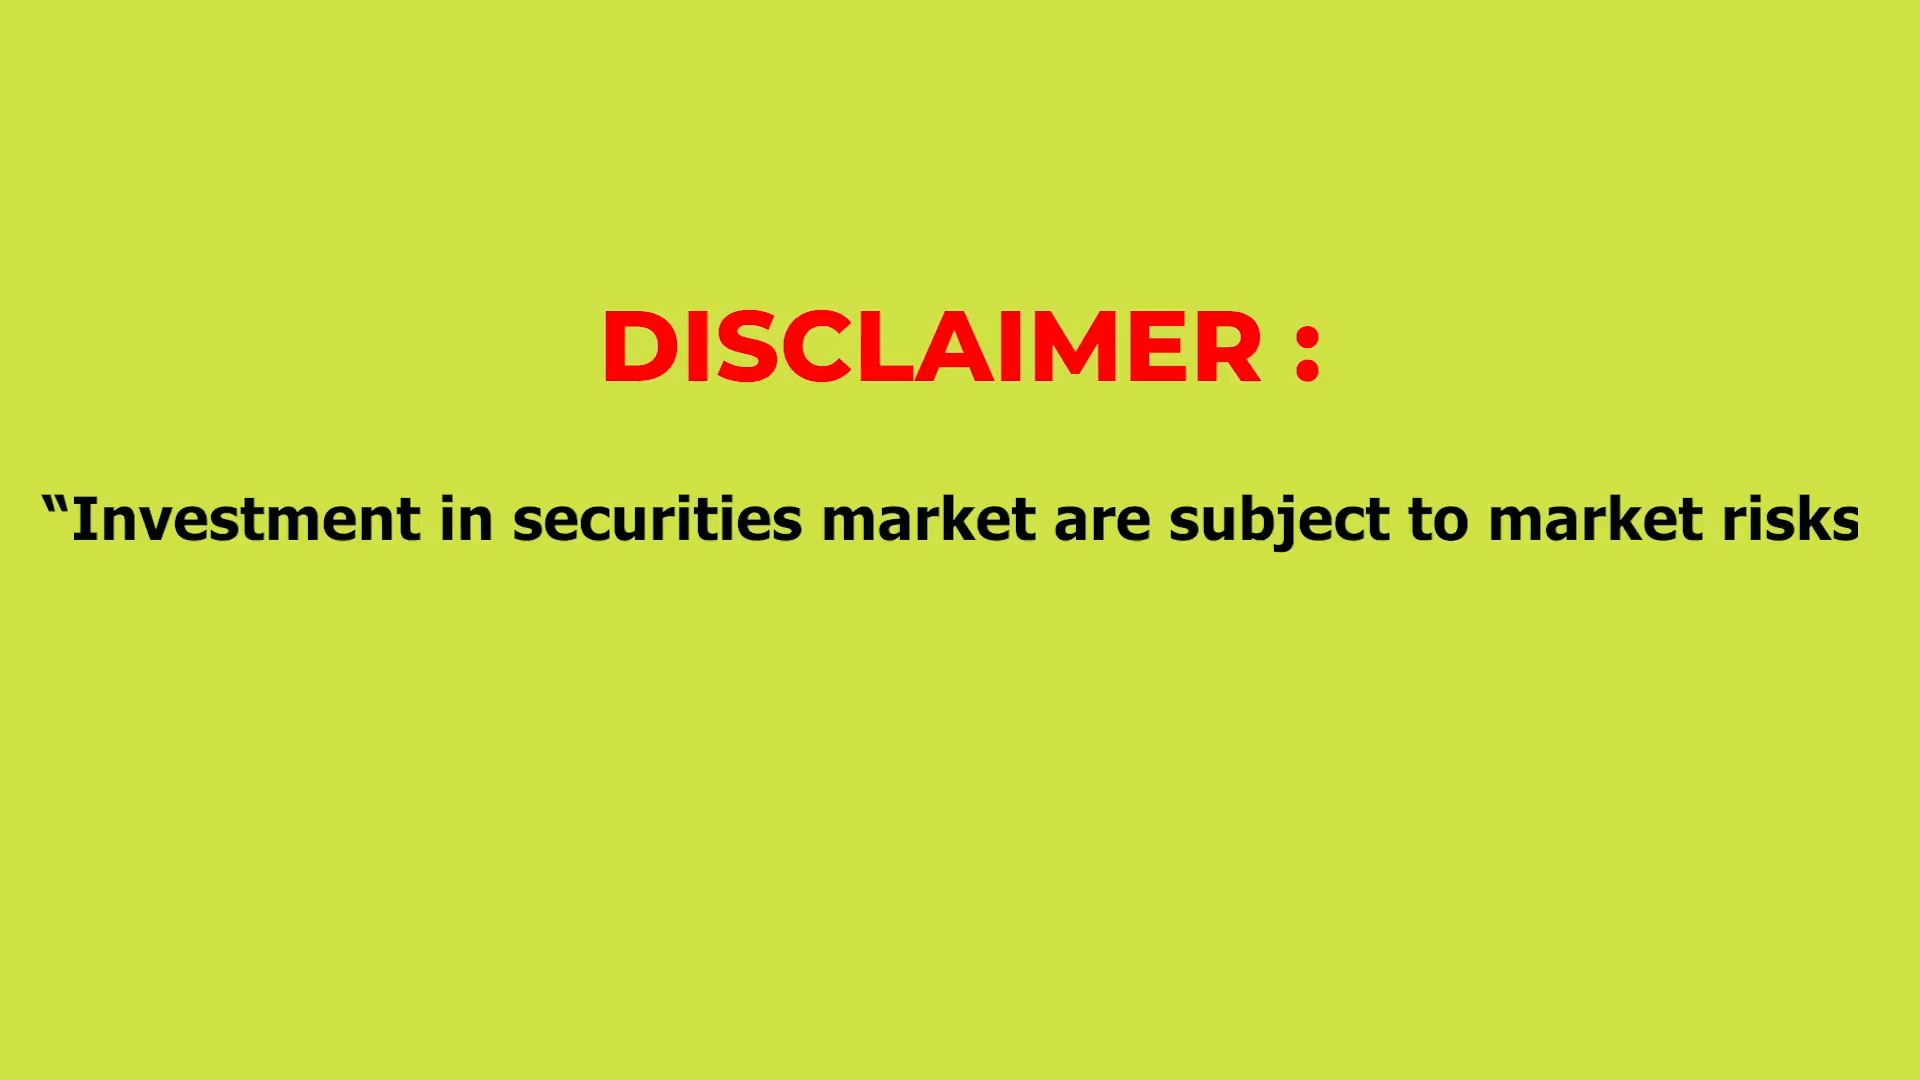 DISCLAIMER :
“Investment in securities market are subject to market risks